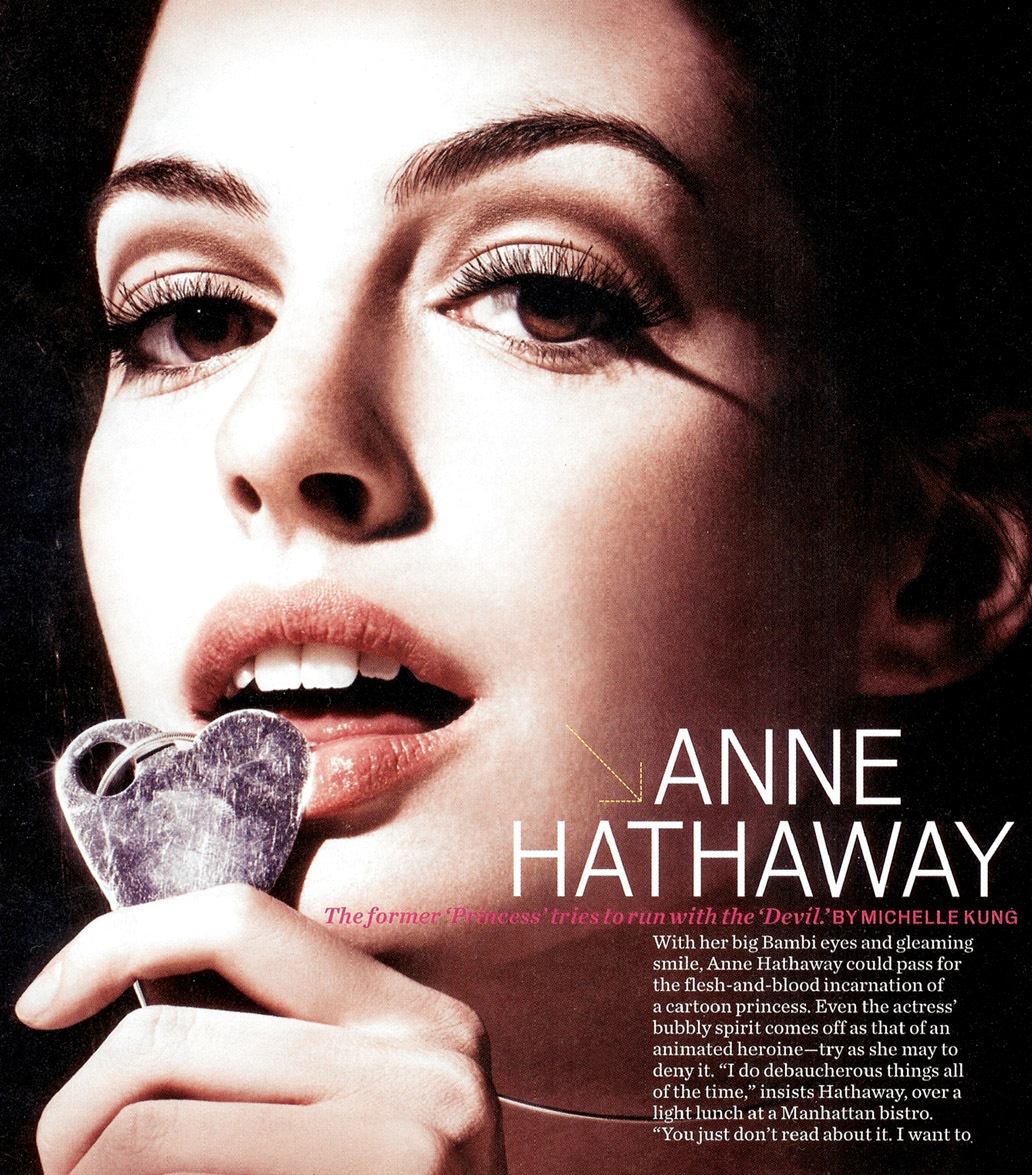 ANNE
HATHAWAY
The former ‘Princess’ tries to run with the ‘Devil.’ BY MICHELLE KUNG
With her big Bambi eyes and gleaming
smile, Anne Hathaway could pass for
the flesh-and-blood incarnation of
a cartoon princess. Even the actress’
bubbly spirit comes off as that of an
animated heroine—try as she may to
deny it. “I do debaucherous things all
of the time,” insists Hathaway, over a
light lunch at a Manhattan bistro.
“You just don’t read about it. I want to